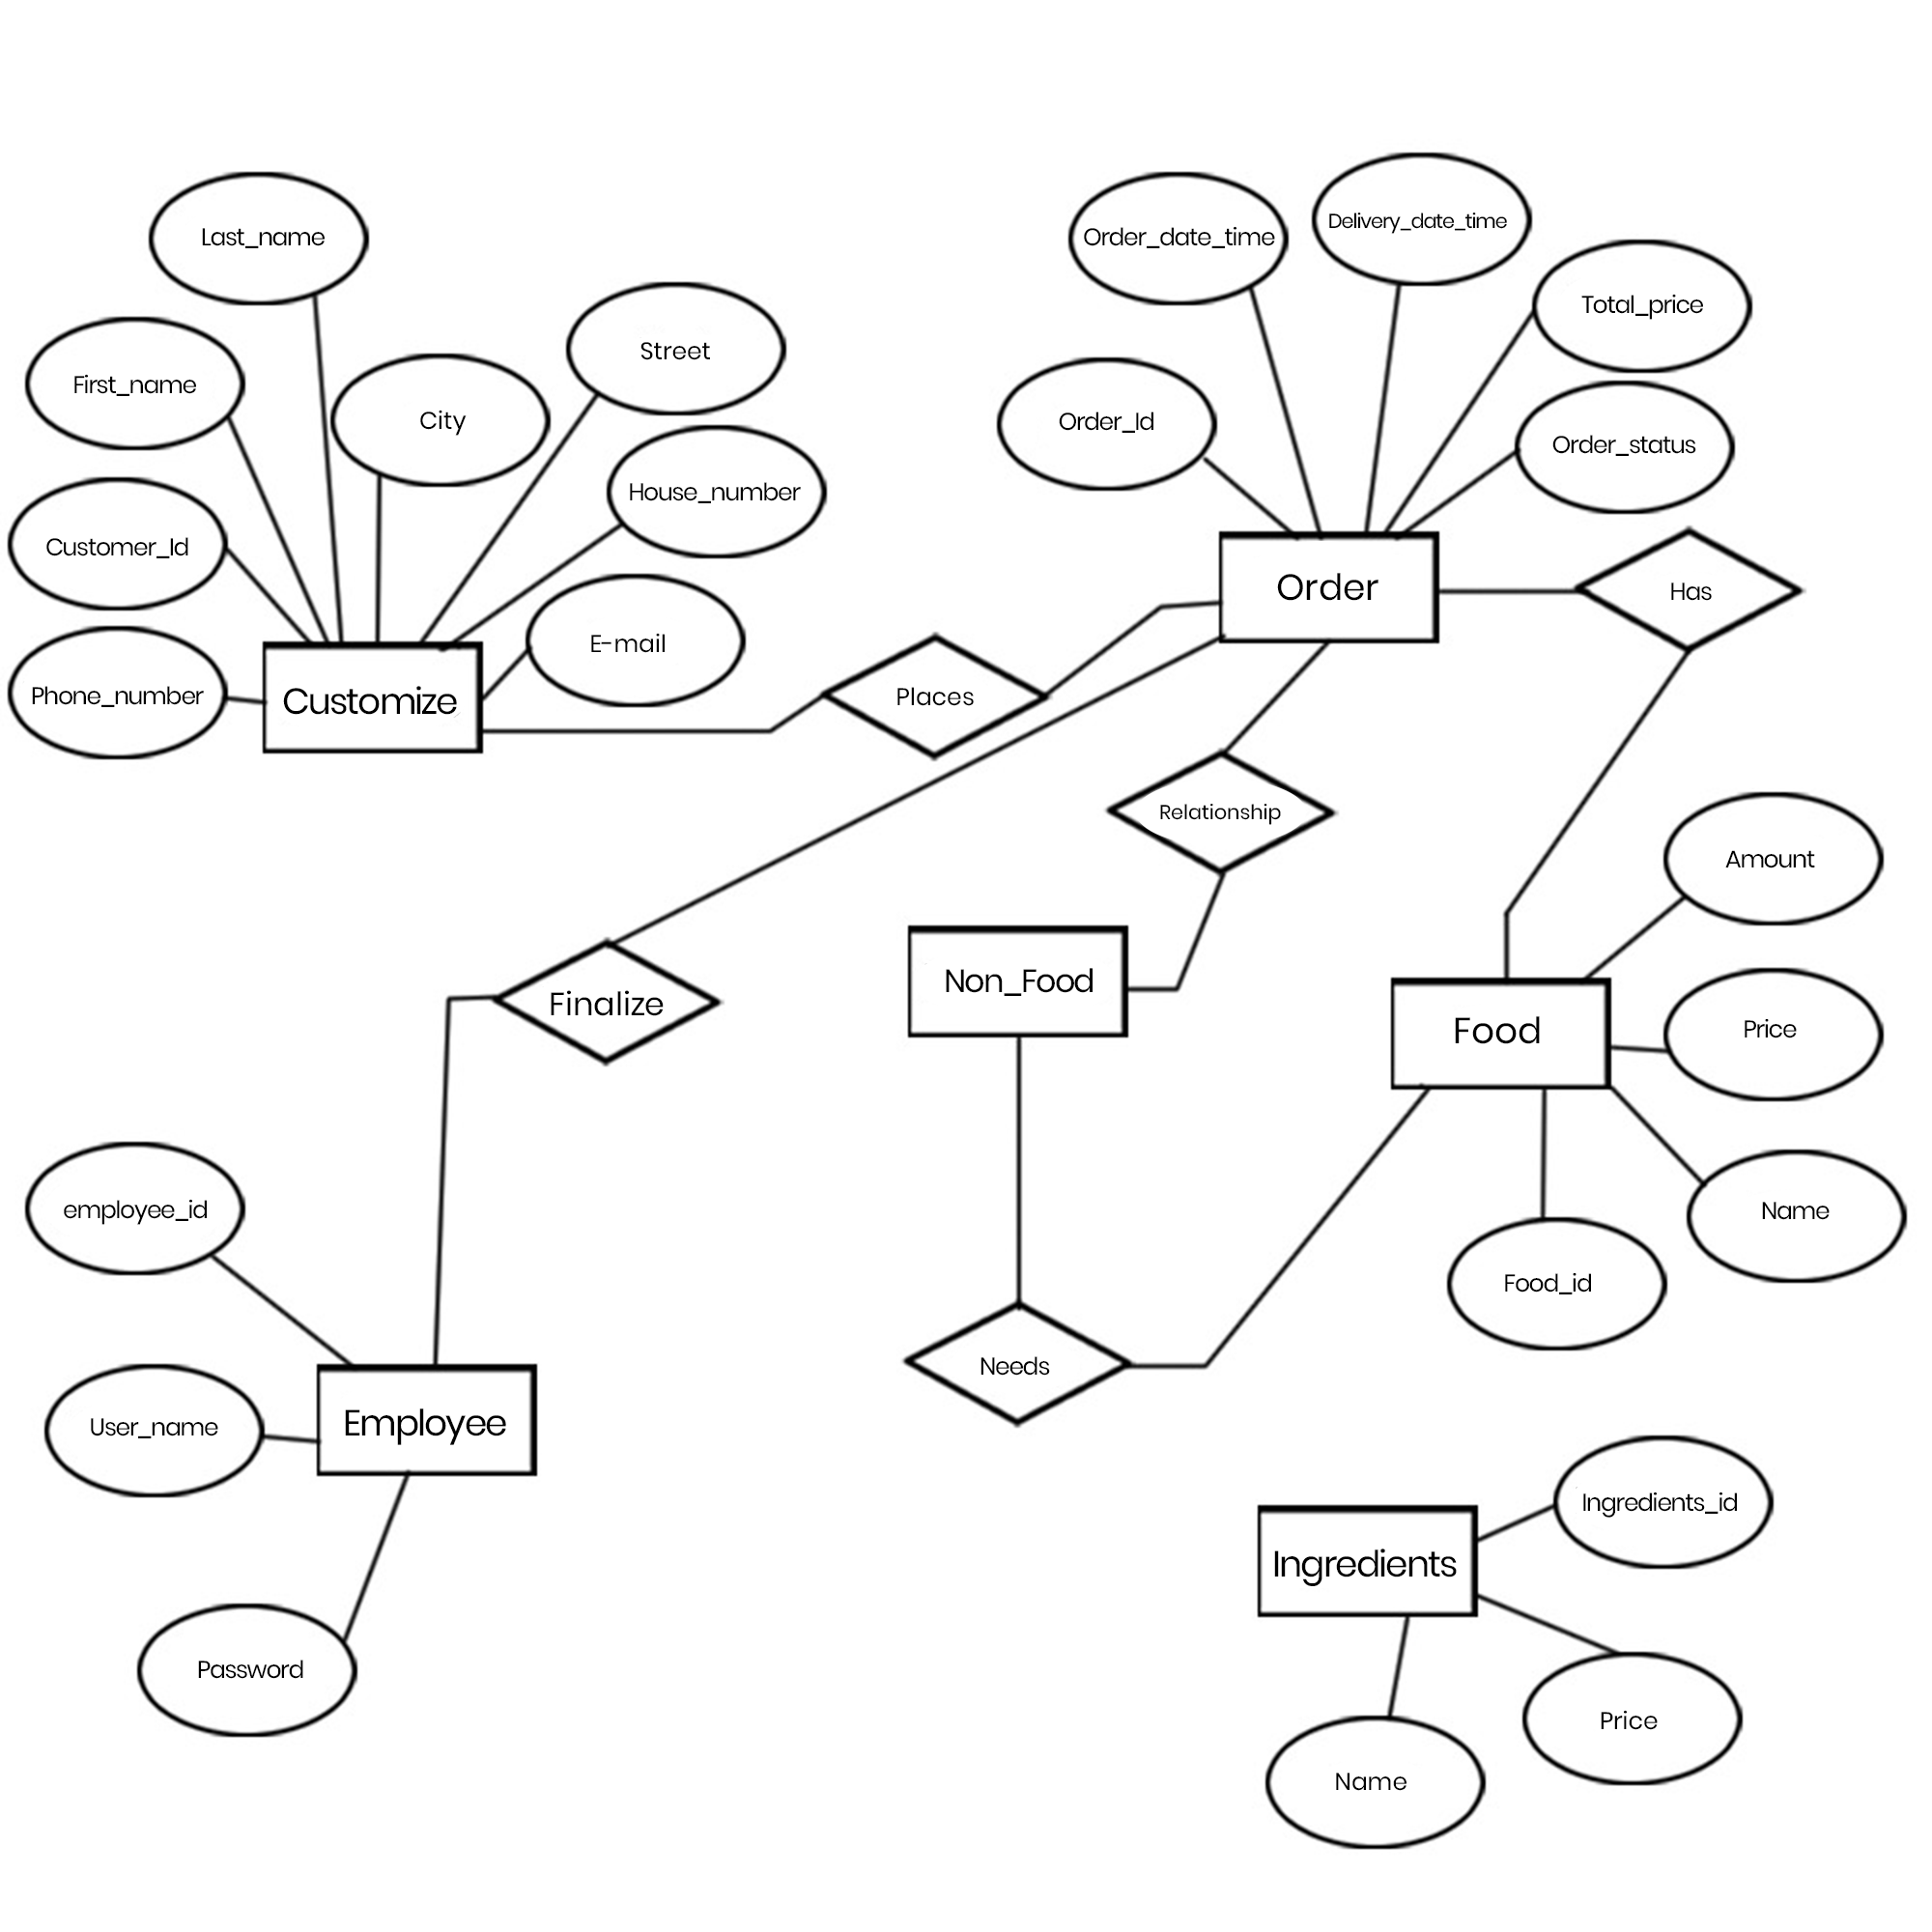 Last_name
Order_date_time
Delivery_date_time
Total_price
Street
First_name
City
Order_Id
Order_status
House_number
Customer_Id
Order
Has
E-mail
Phone_number
Customize
Places
Relationship
Amount
Non_Food
Finalize
Food
Price
employee_id
Name
Food_id
Needs
User_name
Employee
Ingredients_id
Ingredients
Password
Price
Name